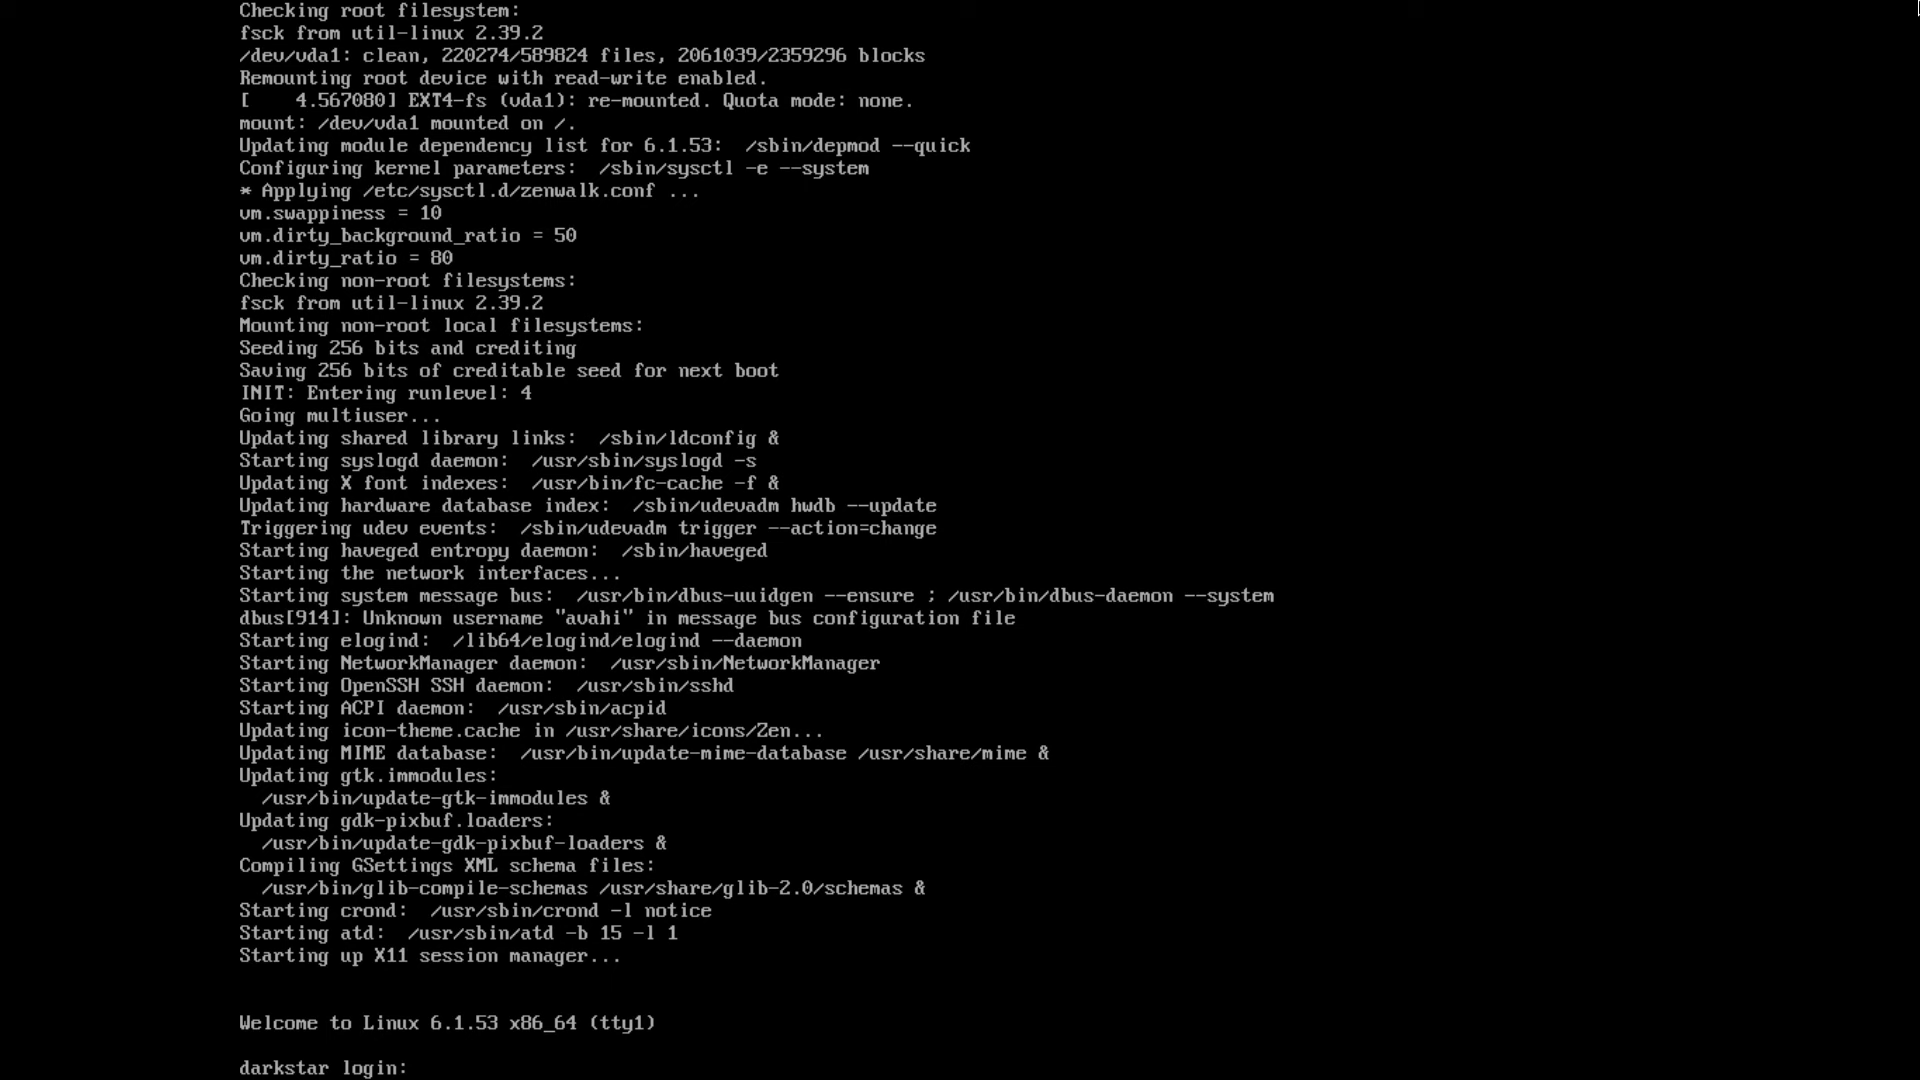 Checking root filesystem:
fsck from util-linux 2.39.2
/dev/vda1: clean, 220274/589824 files, 2061039/2359296 blocks
Remounting root device with read-write enabled.
[    4.567080] EXT4-fs (vda1): re-mounted. Quota mode: none.
mount: /dev/vda1 mounted on /.
Updating module dependency list for 6.1.53:  /sbin/depmod --quick
Configuring kernel parameters:  /sbin/sysctl -e --system
* Applying /etc/sysctl.d/zenwalk.conf ...
vm.swappiness = 10
vm.dirty_background_ratio = 50
vm.dirty_ratio = 80
Checking non-root filesystems:
fsck from util-linux 2.39.2
Mounting non-root local filesystems:
Seeding 256 bits and crediting
Saving 256 bits of creditable seed for next boot
INIT: Entering runlevel: 4
Going multiuser...
Updating shared library links:  /sbin/ldconfig &
Starting syslogd daemon:  /usr/sbin/syslogd -s
Updating X font indexes:  /usr/bin/fc-cache -f &
Updating hardware database index:  /sbin/udevadm hwdb --update
Triggering udev events:  /sbin/udevadm trigger --action=change
Starting haveged entropy daemon:  /sbin/haveged
Starting the network interfaces...
Starting system message bus:  /usr/bin/dbus-uuidgen --ensure ; /usr/bin/dbus-daemon --system
dbus[914]: Unknown username "avahi" in message bus configuration file
Starting elogind:  /lib64/elogind/elogind --daemon
Starting NetworkManager daemon:  /usr/sbin/NetworkManager
Starting OpenSSH SSH daemon:  /usr/sbin/sshd
Starting ACPI daemon:  /usr/sbin/acpid
Updating icon-theme.cache in /usr/share/icons/Zen...
Updating MIME database:  /usr/bin/update-mime-database /usr/share/mime &
Updating gtk.immodules:
  /usr/bin/update-gtk-immodules &
Updating gdk-pixbuf.loaders:
  /usr/bin/update-gdk-pixbuf-loaders &
Compiling GSettings XML schema files:
  /usr/bin/glib-compile-schemas /usr/share/glib-2.0/schemas &
Starting crond:  /usr/sbin/crond -l notice
Starting atd:  /usr/sbin/atd -b 15 -l 1
Starting up X11 session manager...
Welcome to Linux 6.1.53 x86_64 (tty1)
darkstar login: